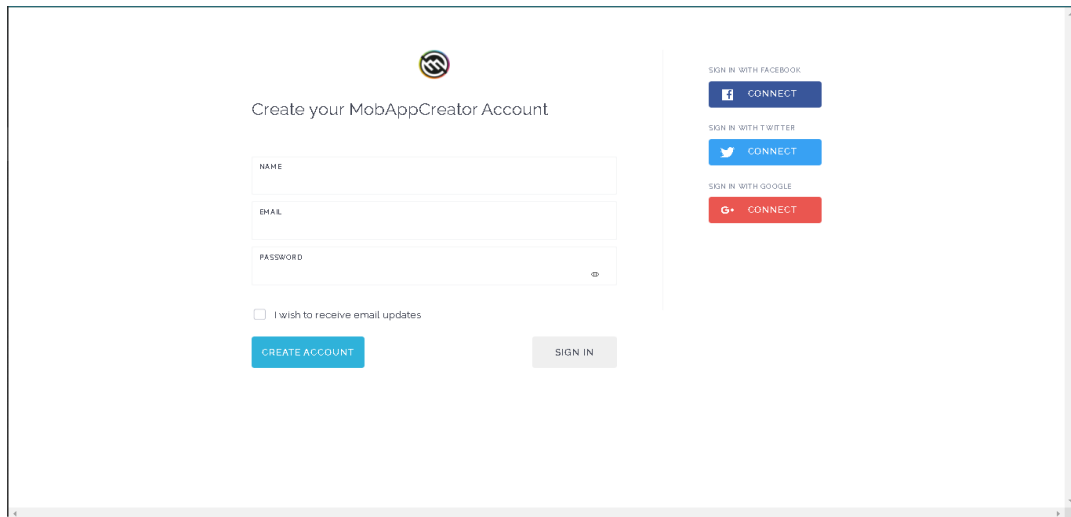 Create your MobAppCreator Account
NAME
EMAIL
PASSWORD
I wish to receive email updates
CREATE ACCOUNT
SIGN IN
SIGN IN WITH FACEBOOK
CONNECT
SIGN IN WITH TWITTER
CONNECT
SIGN IN WITH GOOGLE
G+ CONNECT